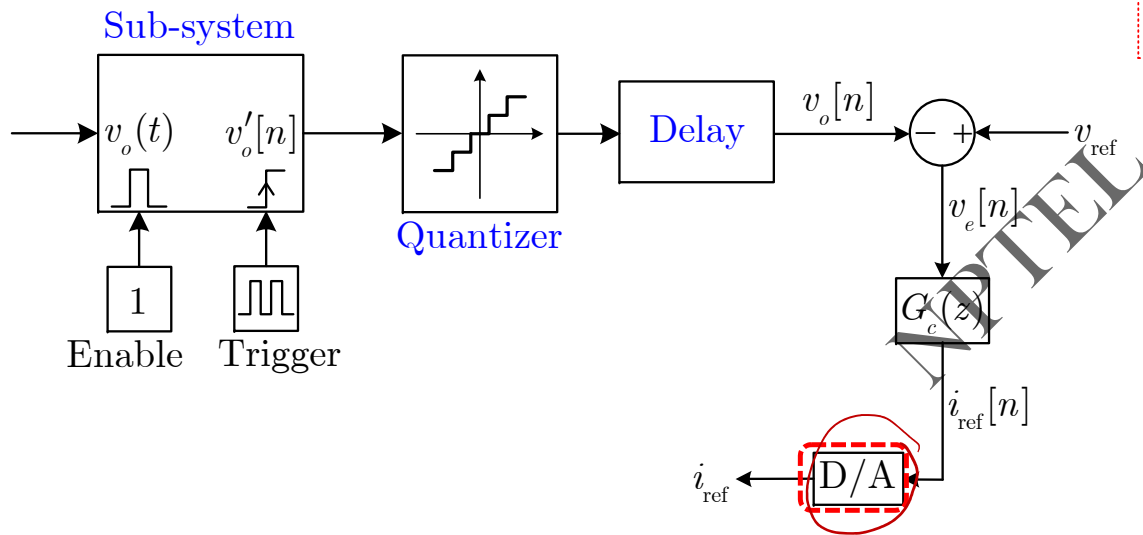 Sub-system
v_o(t)
v'_o[n]
1
Enable
Trigger
Quantizer
Delay
v_o[n]
− +
v_ref
v_e[n]
G_c(z)
i_ref[n]
D/A
i_ref
NPTEL